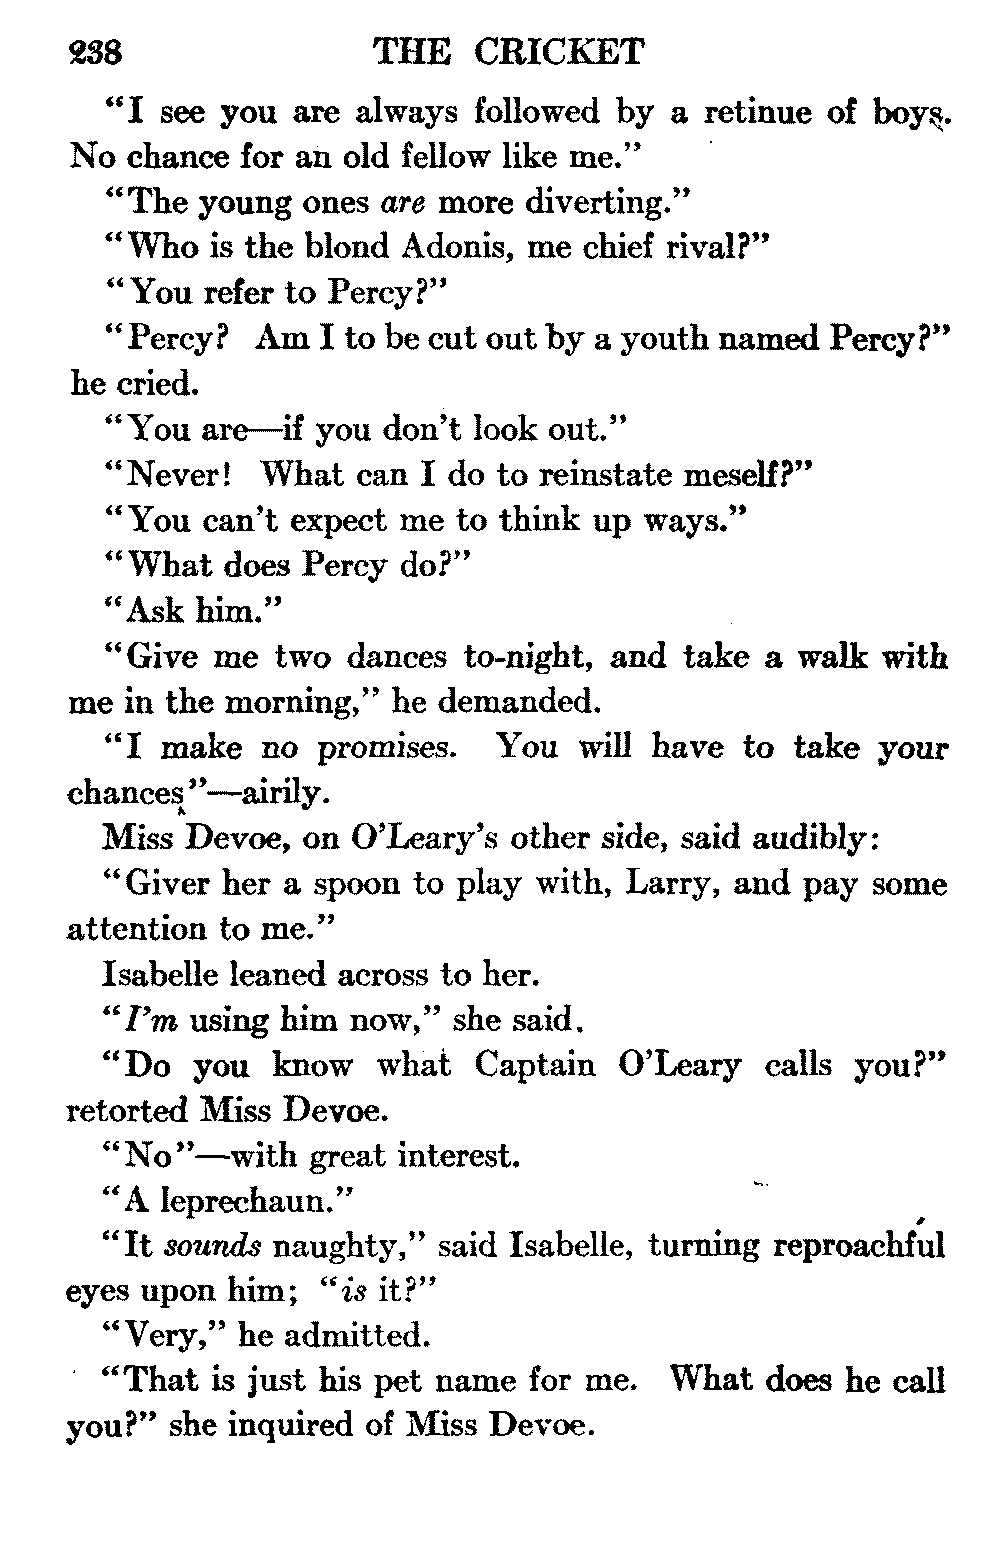 238 THE CRICKET
“I see you are always followed by a retinue of boys.
No chance for an old fellow like me.”
“The young ones are more diverting.”
“Who is the blond Adonis, me chief rival?”
“You refer to Percy?”
“Percy? Am I to be cut out by a youth named Percy?”
he cried.
“You are—if you don’t look out.”
“Never! What can I do to reinstate meself?”
“You can’t expect me to think up ways.”
“What does Percy do?”
“Ask him.”
“Give me two dances to-night, and take a walk with
me in the morning,” he demanded.
“I make no promises. You will have to take your
chances”—airily.
Miss Devoe, on O’Leary’s other side, said audibly:
“Giver her a spoon to play with, Larry, and pay some
attention to me.”
Isabelle leaned across to her.
“I’m using him now,” she said.
“Do you know what Captain O’Leary calls you?”
retorted Miss Devoe.
“No”—with great interest.
“A leprechaun.”
“It sounds naughty,” said Isabelle, turning reproachful
eyes upon him; “is it?”
“Very,” he admitted.
“That is just his pet name for me. What does he call
you?” she inquired of Miss Devoe.